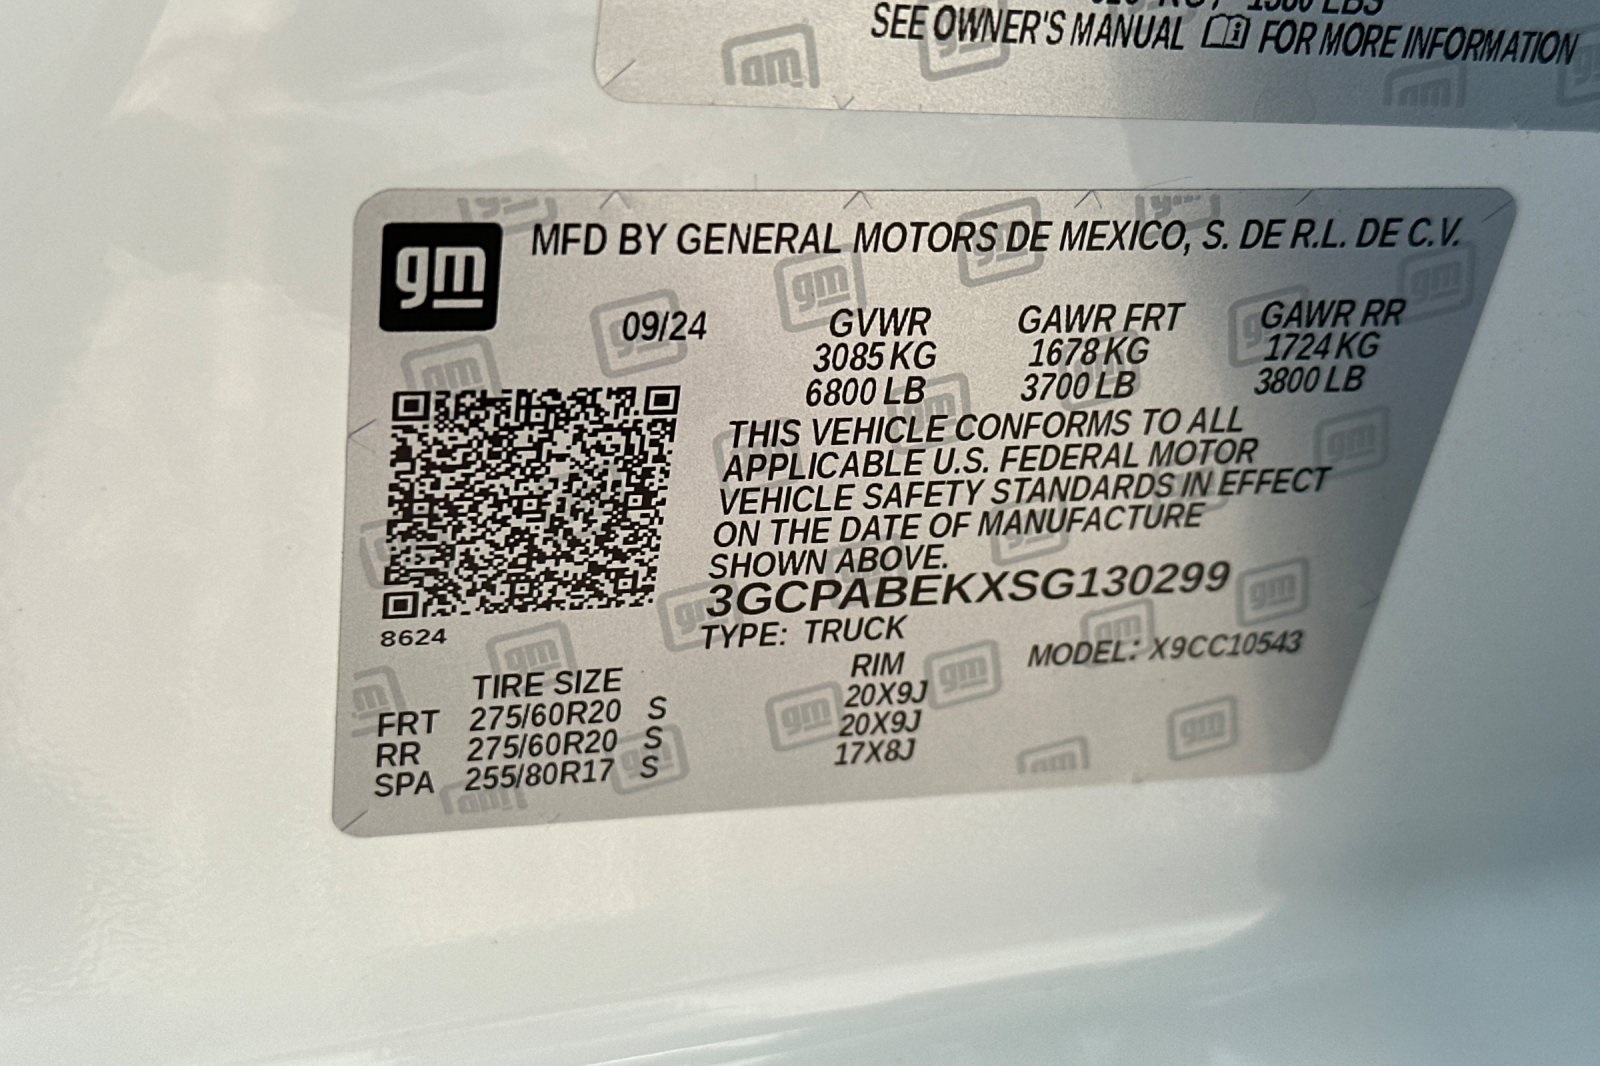 SEE OWNER'S MANUAL FOR MORE INFORMATION
gm
MFD BY GENERAL MOTORS DE MEXICO, S. DE R.L. DE C.V.
09/24 GVWR GAWR FRT GAWR RR
3085 KG 1678 KG 1724 KG
6800 LB 3700 LB 3800 LB
THIS VEHICLE CONFORMS TO ALL
APPLICABLE U.S. FEDERAL MOTOR
VEHICLE SAFETY STANDARDS IN EFFECT
ON THE DATE OF MANUFACTURE
SHOWN ABOVE.
3GCPABEKXSG130299
8624
TYPE: TRUCK MODEL: X9CC10543
TIRE SIZE RIM
FRT 275/60R20 S 20X9J
RR 275/60R20 S 20X9J
SPA 255/80R17 S 17X8J